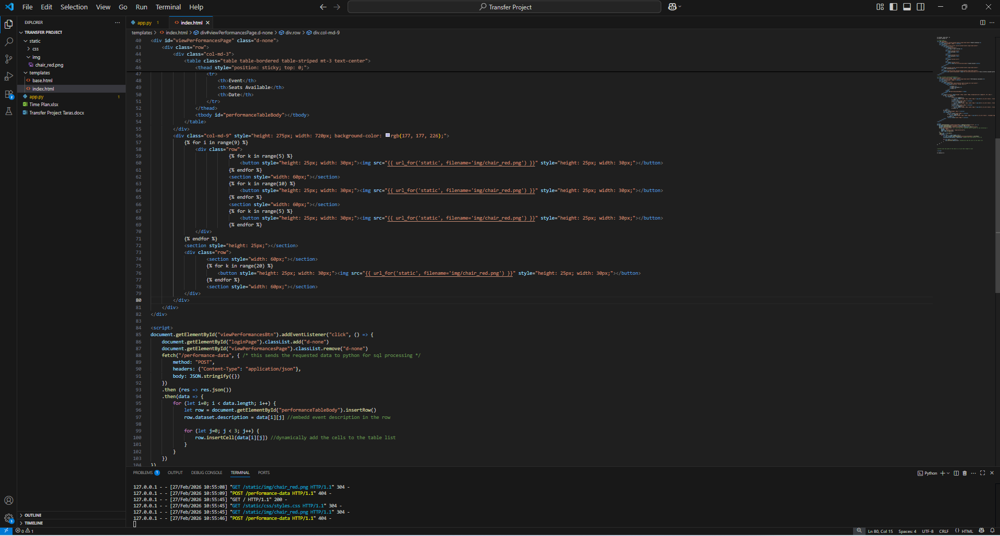 File Edit Selection View Go Run Terminal Help
Transfer Project
EXPLORER
TRANSFER PROJECT
static
css
img
chair_red.png
templates
base.html
index.html
app.py 1
Time Plan.xlsx
Transfer Project Taras.docx
OUTLINE
TIMELINE
app.py 1
index.html
templates > index.html > div#viewPerformancesPage.d-none > div.row > div.col-md-9
40 <div id="viewPerformancesPage" class="d-none">
43 <div class="row">
44 <div class="col-md-3">
45 <table class="table table-bordered table-striped mt-3 text-center">
46 <thead style="position: sticky; top: 0;">
47 <tr>
48 <th>Event</th>
49 <th>Seats Available</th>
50 <th>Date</th>
51 </tr>
52 </thead>
53 <tbody id="performanceTableBody"></tbody>
54 </table>
55 </div>
56 <div class="col-md-9" style="height: 275px; width: 720px; background-color: rgb(177, 177, 226);">
57 {% for i in range(9) %}
58 <div class="row">
59 {% for k in range(5) %}
60 <button style="height: 25px; width: 30px;"><img src="{{ url_for('static', filename='img/chair_red.png') }}" style="height: 25px; width: 30px;"></button>
61 {% endfor %}
62 <section style="width: 60px;"></section>
63 {% for k in range(10) %}
64 <button style="height: 25px; width: 30px;"><img src="{{ url_for('static', filename='img/chair_red.png') }}" style="height: 25px; width: 30px;"></button>
65 {% endfor %}
66 <section style="width: 60px;"></section>
67 {% for k in range(5) %}
68 <button style="height: 25px; width: 30px;"><img src="{{ url_for('static', filename='img/chair_red.png') }}" style="height: 25px; width: 30px;"></button>
69 {% endfor %}
70 </div>
71 {% endfor %}
72 <section style="height: 25px;"></section>
73 <div class="row">
74 <section style="width: 60px;"></section>
75 {% for k in range(20) %}
76 <button style="height: 25px; width: 30px;"><img src="{{ url_for('static', filename='img/chair_red.png') }}" style="height: 25px; width: 30px;"></button>
77 {% endfor %}
78 <section style="width: 60px;"></section>
79 </div>
80 </div>
81 </div>
82 </div>
83
84 <script>
85 document.getElementById("viewPerformancesBtn").addEventListener("click", () => {
86 document.getElementById("loginPage").classList.add("d-none")
87 document.getElementById("viewPerformancesPage").classList.remove("d-none")
88 fetch("/performance-data", { /* this sends the requested data to python for sql processing */
89 method: "POST",
90 headers: {"Content-Type": "application/json"},
91 body: JSON.stringify({})
92 })
93 .then (res => res.json())
94 .then(data => {
95 for (let i=0; i < data.length; i++) {
96 let row = document.getElementById("performanceTableBody").insertRow()
97 row.dataset.description = data[i][j] //embedd event description in the row
98
99 for (let j=0; j < 3; j++) {
100 row.insertCell(data[i][j]) //dynamically add the cells to the table list
101 }
102 }
103 })
104 })
PROBLEMS 1 OUTPUT DEBUG CONSOLE TERMINAL PORTS
Python
127.0.0.1 - - [27/Feb/2026 10:55:08] "GET /static/img/chair_red.png HTTP/1.1" 304 -
127.0.0.1 - - [27/Feb/2026 10:55:09] "POST /performance-data HTTP/1.1" 404 -
127.0.0.1 - - [27/Feb/2026 10:55:45] "GET / HTTP/1.1" 200 -
127.0.0.1 - - [27/Feb/2026 10:55:45] "GET /static/css/styles.css HTTP/1.1" 304 -
127.0.0.1 - - [27/Feb/2026 10:55:45] "GET /static/img/chair_red.png HTTP/1.1" 304 -
127.0.0.1 - - [27/Feb/2026 10:55:46] "POST /performance-data HTTP/1.1" 404 -
0 1
Ln 80, Col 15 Spaces: 4 UTF-8 CRLF {} HTML